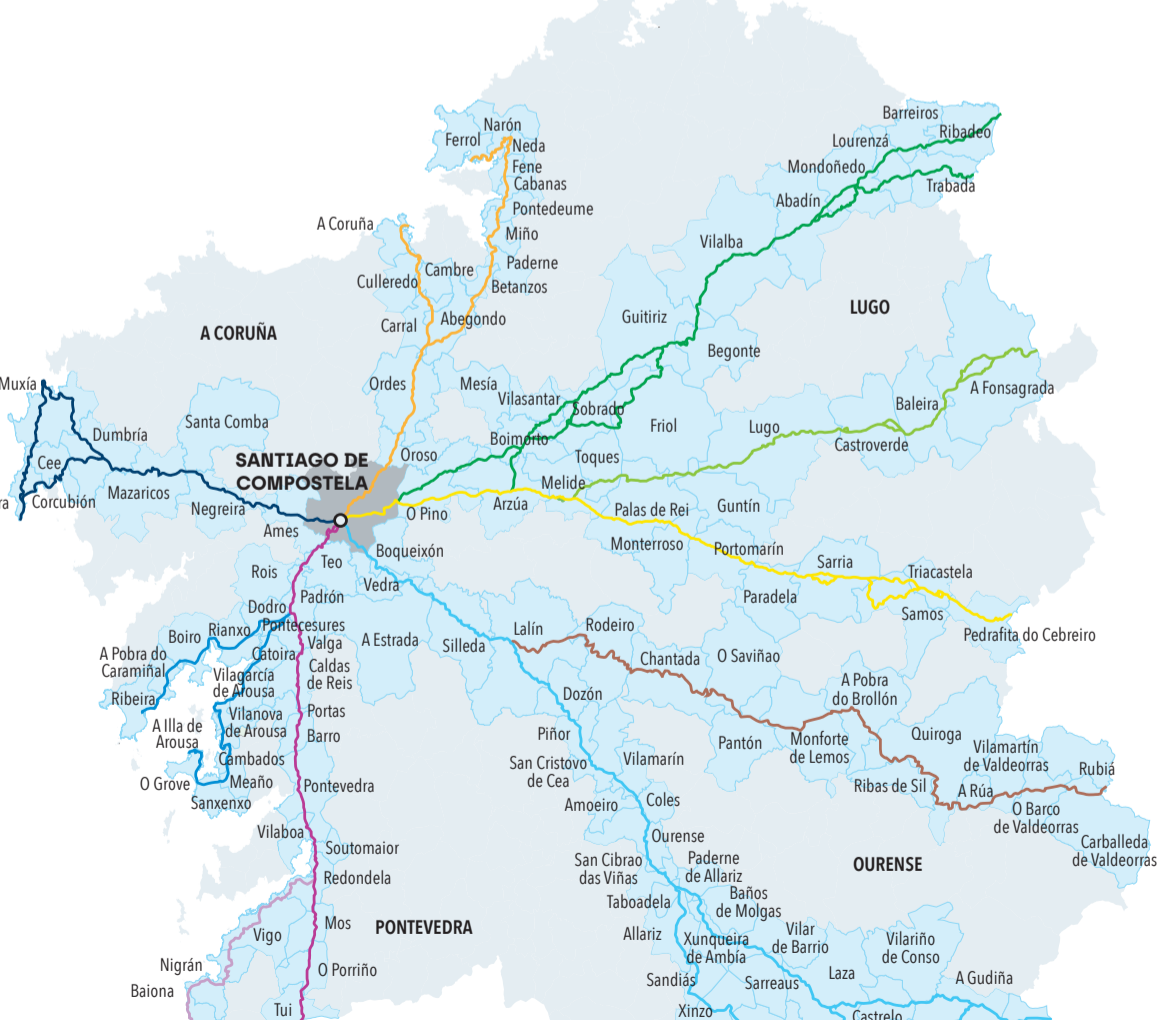 Barreiros
Narón
Ribadeo
Ferrol
Lourenzá
Neda
Fene
Mondoñedo
Cabanas
Trabada
Abadín
Pontedeume
A Coruña
Miño
Vilalba
Paderne
Cambre
Culleredo
Betanzos
LUGO
Guitiriz
Abegondo
Carral
A CORUÑA
Begonte
Muxía
Ordes
Mesía
A Fonsagrada
Vilasantar
Baleira
Sobrado
Santa Comba
Friol
Lugo
Dumbría
Boimorto
Castroverde
Oroso
SANTIAGO DE
COMPOSTELA
Toques
Cee
Melide
Mazaricos
Corcubión
ra
Arzúa
Guntín
Negreira
O Pino
Palas de Rei
Ames
Monterroso
Portomarín
Boqueixón
Teo
Sarria
Rois
Triacastela
Vedra
Padrón
Paradela
Dodro
Samos
Pontecesures
Rodeiro
Rianxo
Lalín
Boiro
Pedrafita do Cebreiro
A Estrada
Valga
Silleda
A Pobra do
Caramiñal
Catoira
Chantada
O Saviñao
Caldas
de Reis
Vilagarcía
de Arousa
A Pobra
do Brollón
Ribeira
Dozón
Portas
Vilanova
de Arousa
A Illa de
Arousa
Barro
Piñor
Quiroga
Monforte
de Lemos
Pantón
Vilamartín
de Valdeorras
Cambados
Vilamarín
San Cristovo
de Cea
Rubiá
Meaño
O Grove
Pontevedra
Ribas de Sil
A Rúa
Sanxenxo
Coles
Amoeiro
O Barco
de Valdeorras
Vilaboa
Ourense
Carballeda
de Valdeorras
Soutomaior
San Cibrao
das Viñas
Paderne
de Allariz
OURENSE
Redondela
Baños
de Molgas
Taboadela
Mos
PONTEVEDRA
Vigo
Allariz
Vilar
de Barrio
Xunqueira
de Ambía
Vilariño
de Conso
Nigrán
O Porriño
Laza
Sandiás
Sarreaus
A Gudiña
Baiona
Tui
Xinzo
Castrelo